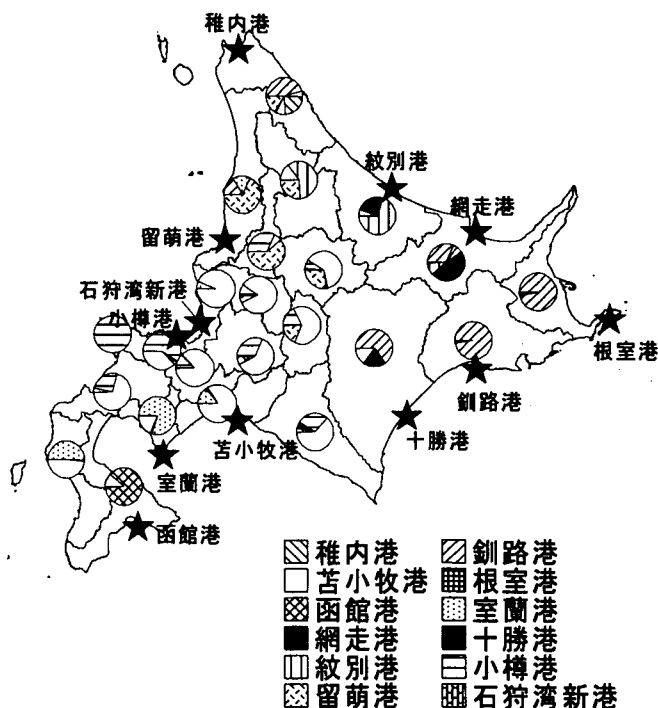 稚内港
紋別港
網走港
留萌港
石狩湾新港
小樽港
根室港
釧路港
十勝港
苫小牧港
室蘭港
函館港
稚内港 釧路港
苫小牧港 根室港
函館港 室蘭港
網走港 十勝港
紋別港 小樽港
留萌港 石狩湾新港